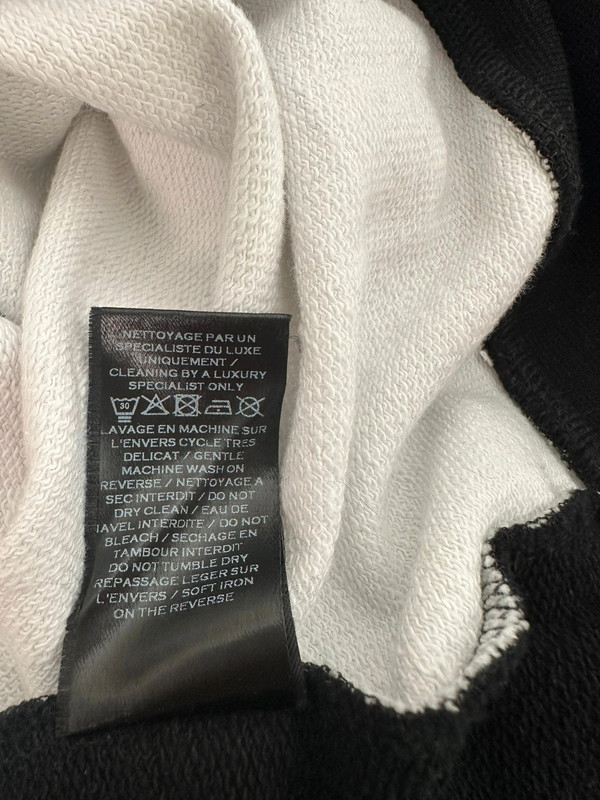 NETTOYAGE PAR UN
SPECIALISTE DU LUXE
UNIQUEMENT /
CLEANING BY A LUXURY
SPECIALIST ONLY
30
LAVAGE EN MACHINE SUR
L'ENVERS CYCLE TRES
DELICAT / GENTLE
MACHINE WASH ON
REVERSE / NETTOYAGE A
SEC INTERDIT / DO NOT
DRY CLEAN / EAU DE
JAVEL INTERDITE / DO NOT
BLEACH / SECHAGE EN
TAMBOUR INTERDIT
DO NOT TUMBLE DRY
REPASSAGE LEGER SUR
L'ENVERS / SOFT IRON
ON THE REVERSE